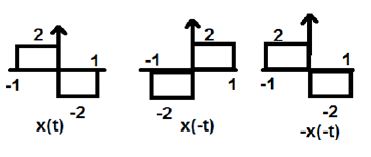 2 1 -1 -2 x(t)
2 -1 1 -2 x(-t)
2 1 -1 -2 -x(-t)